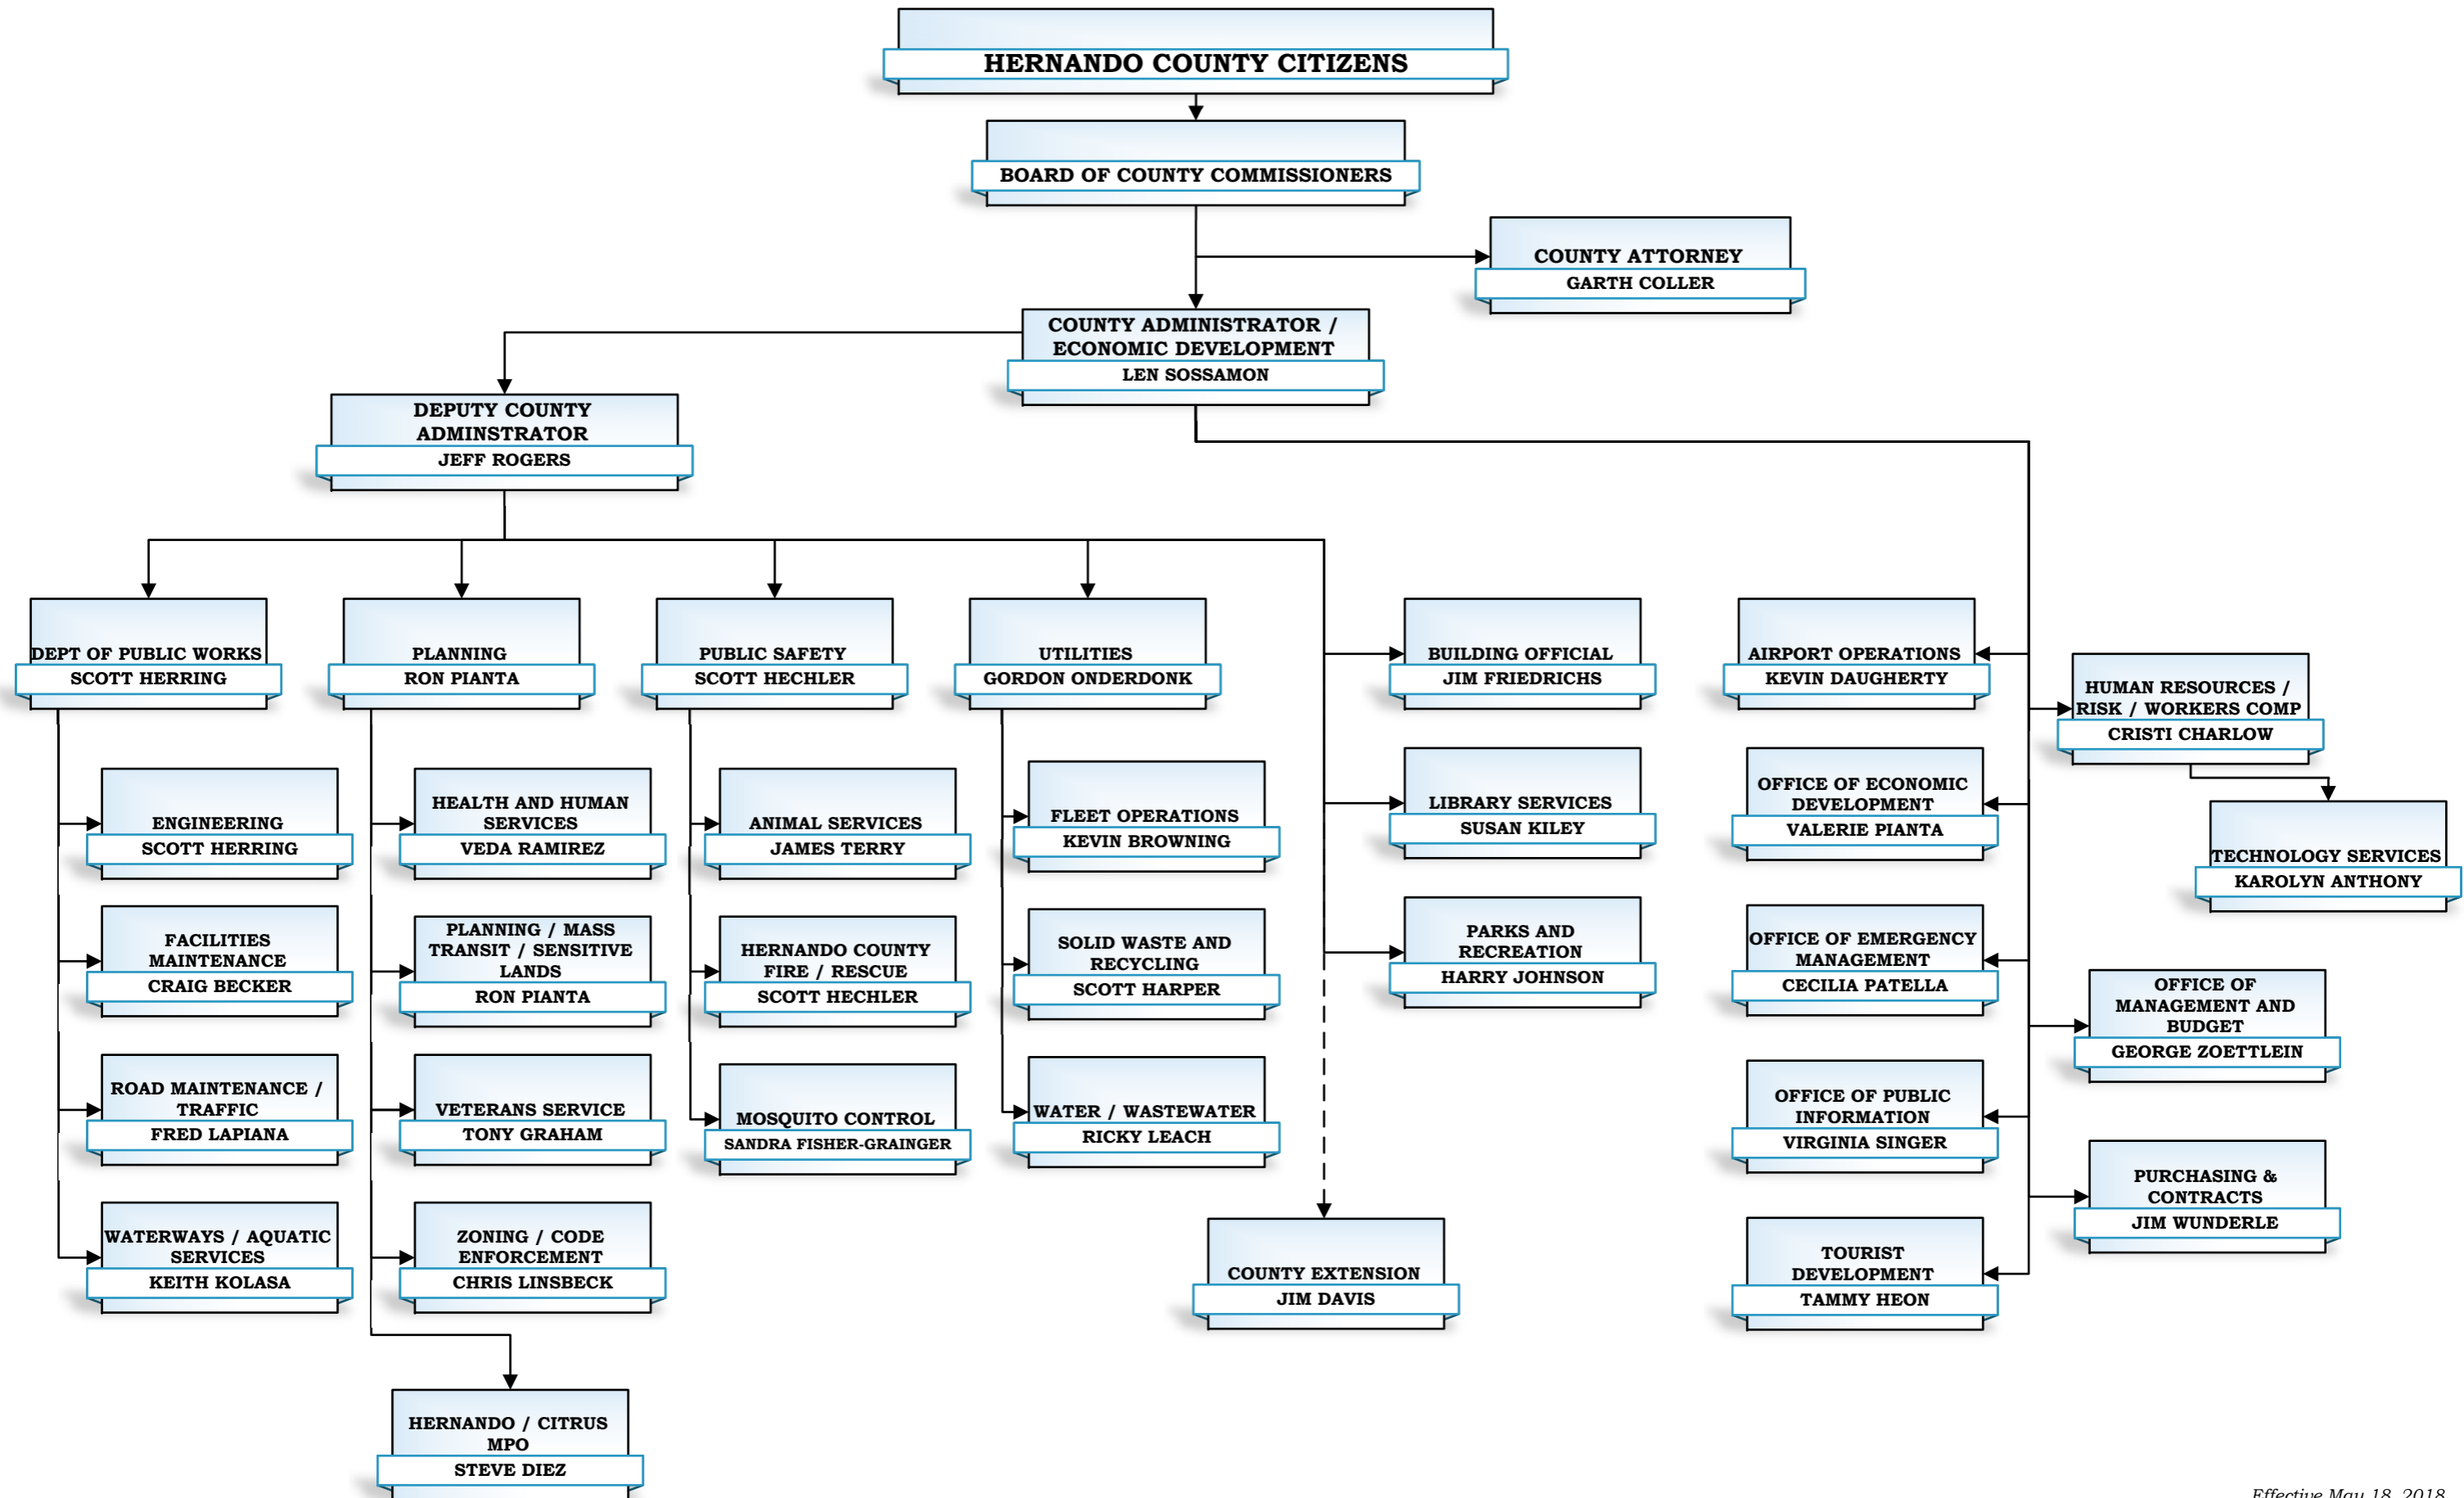 HERNANDO COUNTY CITIZENS
BOARD OF COUNTY COMMISSIONERS
COUNTY ATTORNEY
GARTH COLLER
COUNTY ADMINISTRATOR /
ECONOMIC DEVELOPMENT
LEN SOSSAMON
DEPUTY COUNTY
ADMINSTRATOR
JEFF ROGERS
DEPT OF PUBLIC WORKS
SCOTT HERRING
PLANNING
RON PIANTA
PUBLIC SAFETY
SCOTT HECHLER
UTILITIES
GORDON ONDERDONK
BUILDING OFFICIAL
JIM FRIEDRICHS
AIRPORT OPERATIONS
KEVIN DAUGHERTY
HUMAN RESOURCES /
RISK / WORKERS COMP
CRISTI CHARLOW
ENGINEERING
SCOTT HERRING
HEALTH AND HUMAN
SERVICES
VEDA RAMIREZ
ANIMAL SERVICES
JAMES TERRY
FLEET OPERATIONS
KEVIN BROWNING
LIBRARY SERVICES
SUSAN KILEY
OFFICE OF ECONOMIC
DEVELOPMENT
VALERIE PIANTA
TECHNOLOGY SERVICES
KAROLYN ANTHONY
FACILITIES
MAINTENANCE
CRAIG BECKER
PLANNING / MASS
TRANSIT / SENSITIVE
LANDS
RON PIANTA
HERNANDO COUNTY
FIRE / RESCUE
SCOTT HECHLER
SOLID WASTE AND
RECYCLING
SCOTT HARPER
PARKS AND
RECREATION
HARRY JOHNSON
OFFICE OF EMERGENCY
MANAGEMENT
CECILIA PATELLA
OFFICE OF
MANAGEMENT AND
BUDGET
GEORGE ZOETTLEIN
ROAD MAINTENANCE /
TRAFFIC
FRED LAPIANA
VETERANS SERVICE
TONY GRAHAM
MOSQUITO CONTROL
SANDRA FISHER-GRAINGER
WATER / WASTEWATER
RICKY LEACH
OFFICE OF PUBLIC
INFORMATION
VIRGINIA SINGER
PURCHASING &
CONTRACTS
JIM WUNDERLE
WATERWAYS / AQUATIC
SERVICES
KEITH KOLASA
ZONING / CODE
ENFORCEMENT
CHRIS LINSBECK
COUNTY EXTENSION
JIM DAVIS
TOURIST
DEVELOPMENT
TAMMY HEON
HERNANDO / CITRUS
MPO
STEVE DIEZ
Effective May 18, 2018